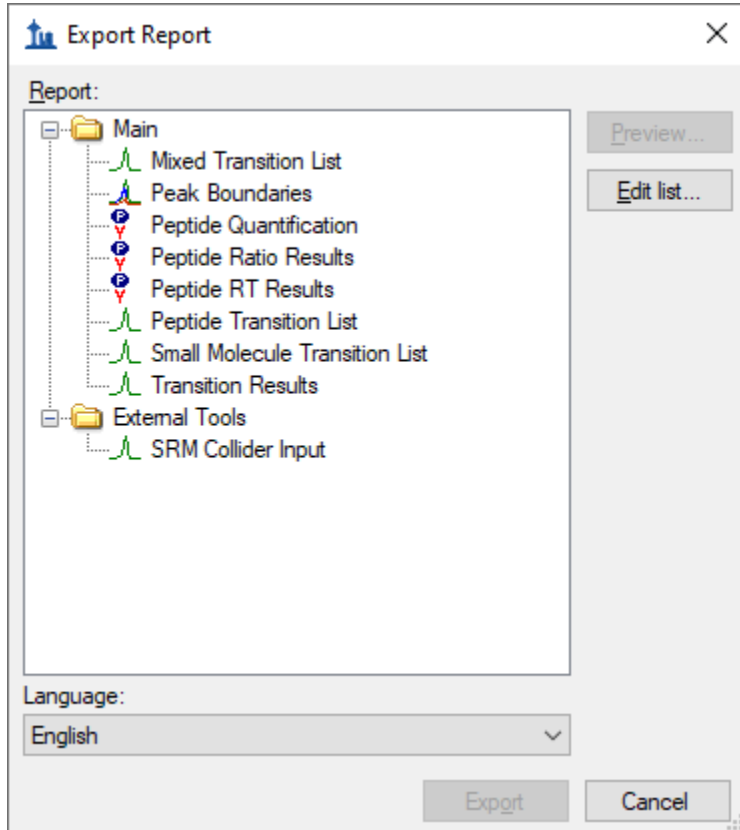 Export Report
Report:
Main
Preview...
Mixed Transition List
Peak Boundaries
Edit list...
Peptide Quantification
Peptide Ratio Results
Peptide RT Results
Peptide Transition List
Small Molecule Transition List
Transition Results
External Tools
SRM Collider Input
Language:
English
Export
Cancel